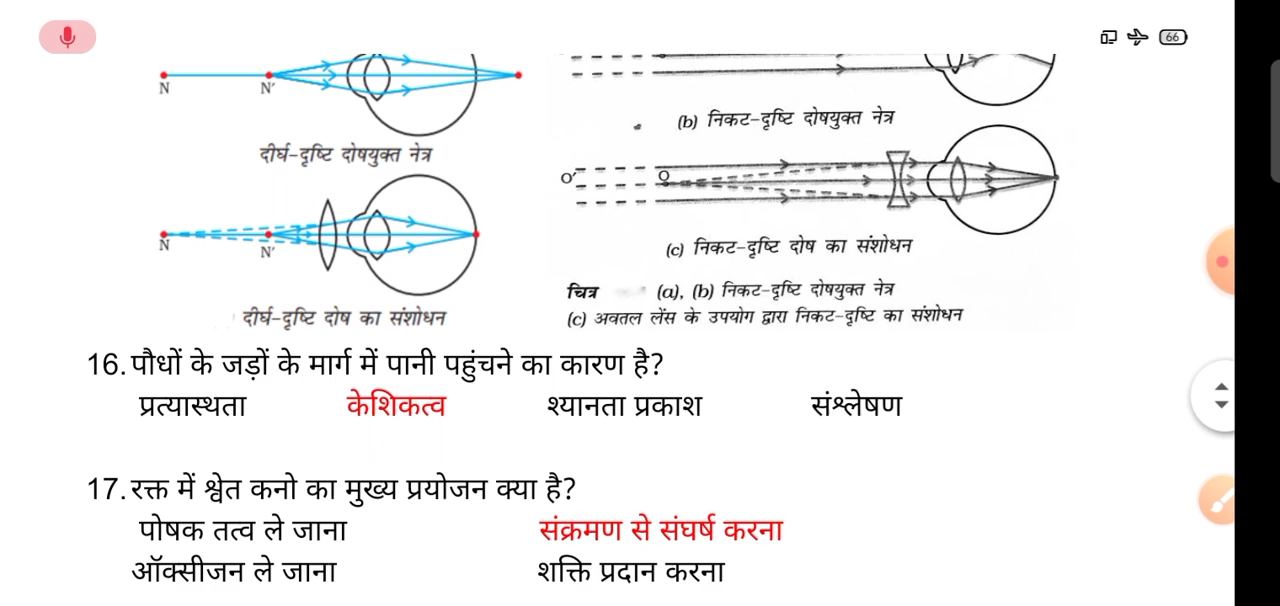 66
N
N'
दीर्घ-दृष्टि दोषयुक्त नेत्र
N
N'
दीर्घ-दृष्टि दोष का संशोधन
(b) निकट-दृष्टि दोषयुक्त नेत्र
O'
O
(c) निकट-दृष्टि दोष का संशोधन
चित्र (a), (b) निकट-दृष्टि दोषयुक्त नेत्र
(c) अवतल लेंस के उपयोग द्वारा निकट-दृष्टि का संशोधन
16. पौधों के जड़ों के मार्ग में पानी पहुंचने का कारण है?
प्रत्यास्थता केशिकत्व श्यानता प्रकाश संश्लेषण
17. रक्त में श्वेत कनो का मुख्य प्रयोजन क्या है?
पोषक तत्व ले जाना संक्रमण से संघर्ष करना
ऑक्सीजन ले जाना शक्ति प्रदान करना